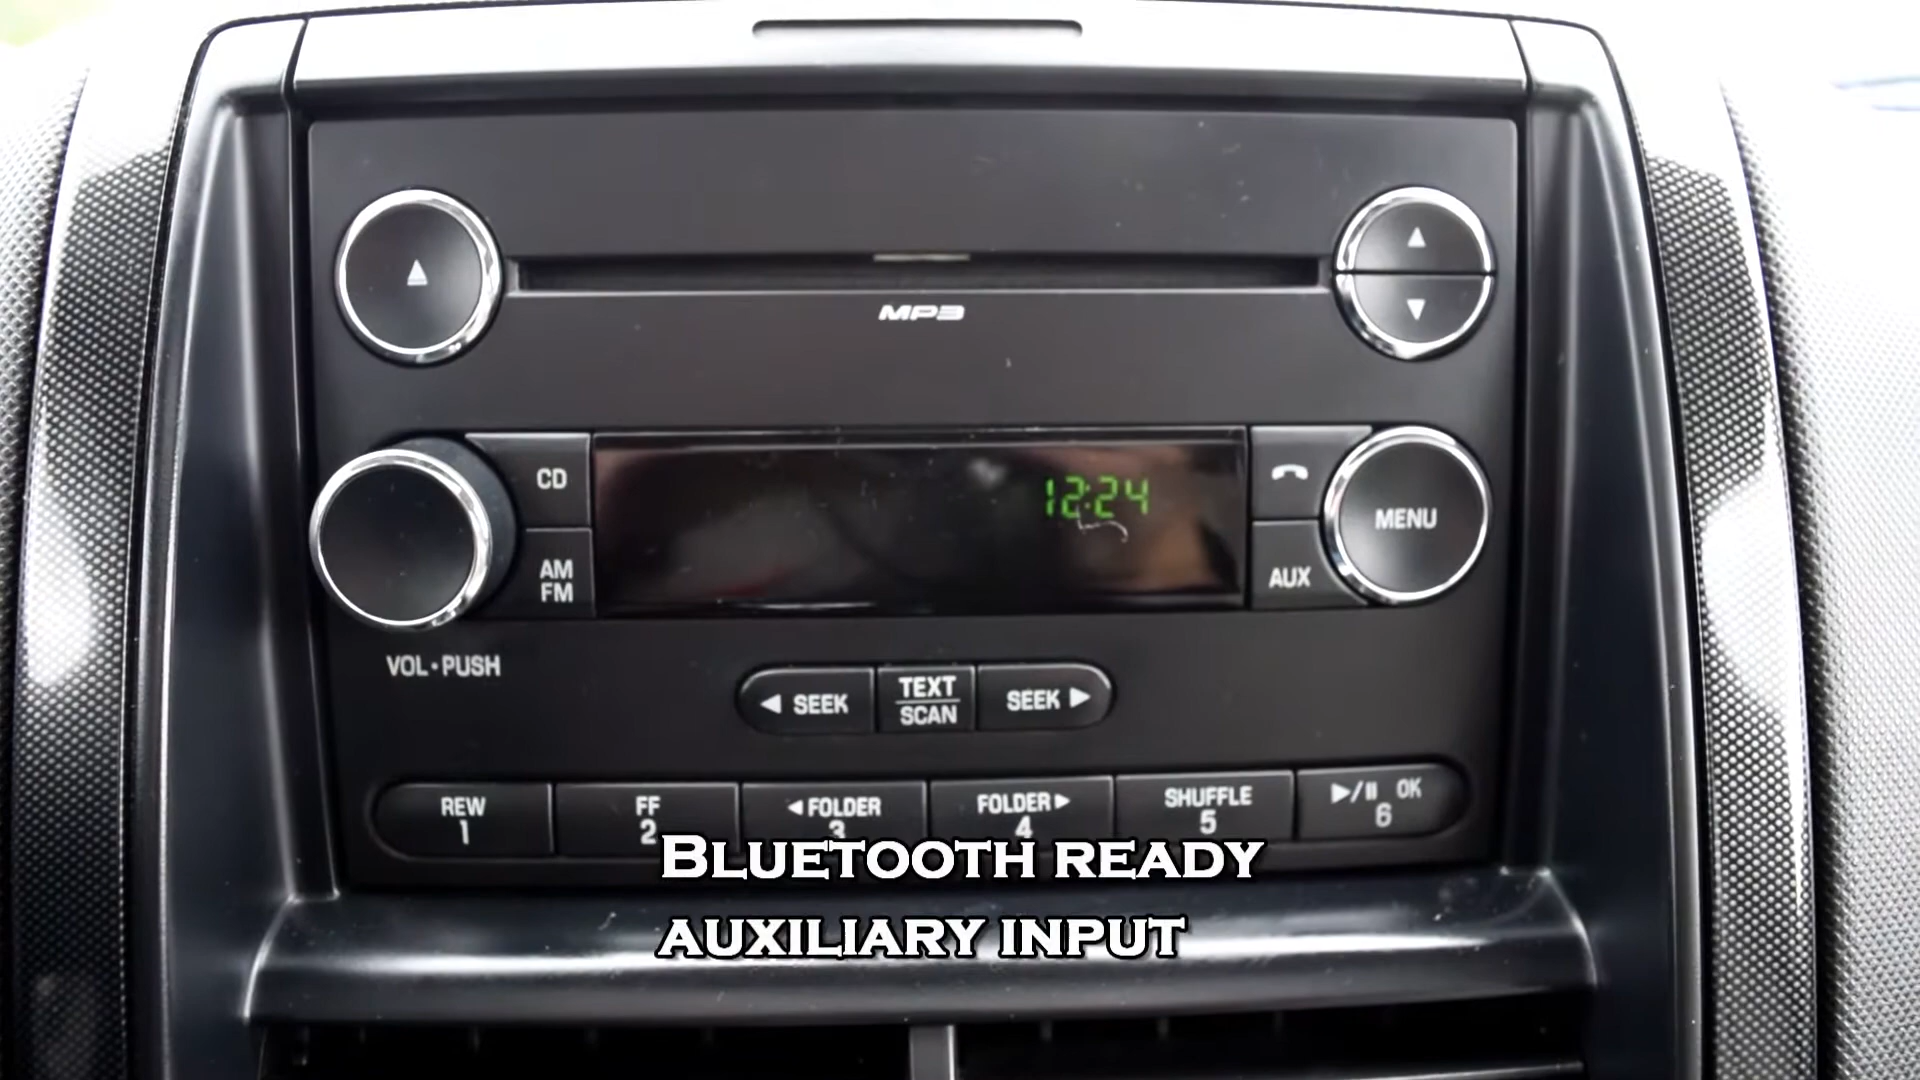 MP3
CD
12:24
MENU
AM
FM
AUX
VOL•PUSH
◀ SEEK
TEXT
SCAN
SEEK ▶
REW
1
FF
2
◀FOLDER
3
FOLDER▶
4
SHUFFLE
5
▶/II OK
6
BLUETOOTH READY
AUXILIARY INPUT